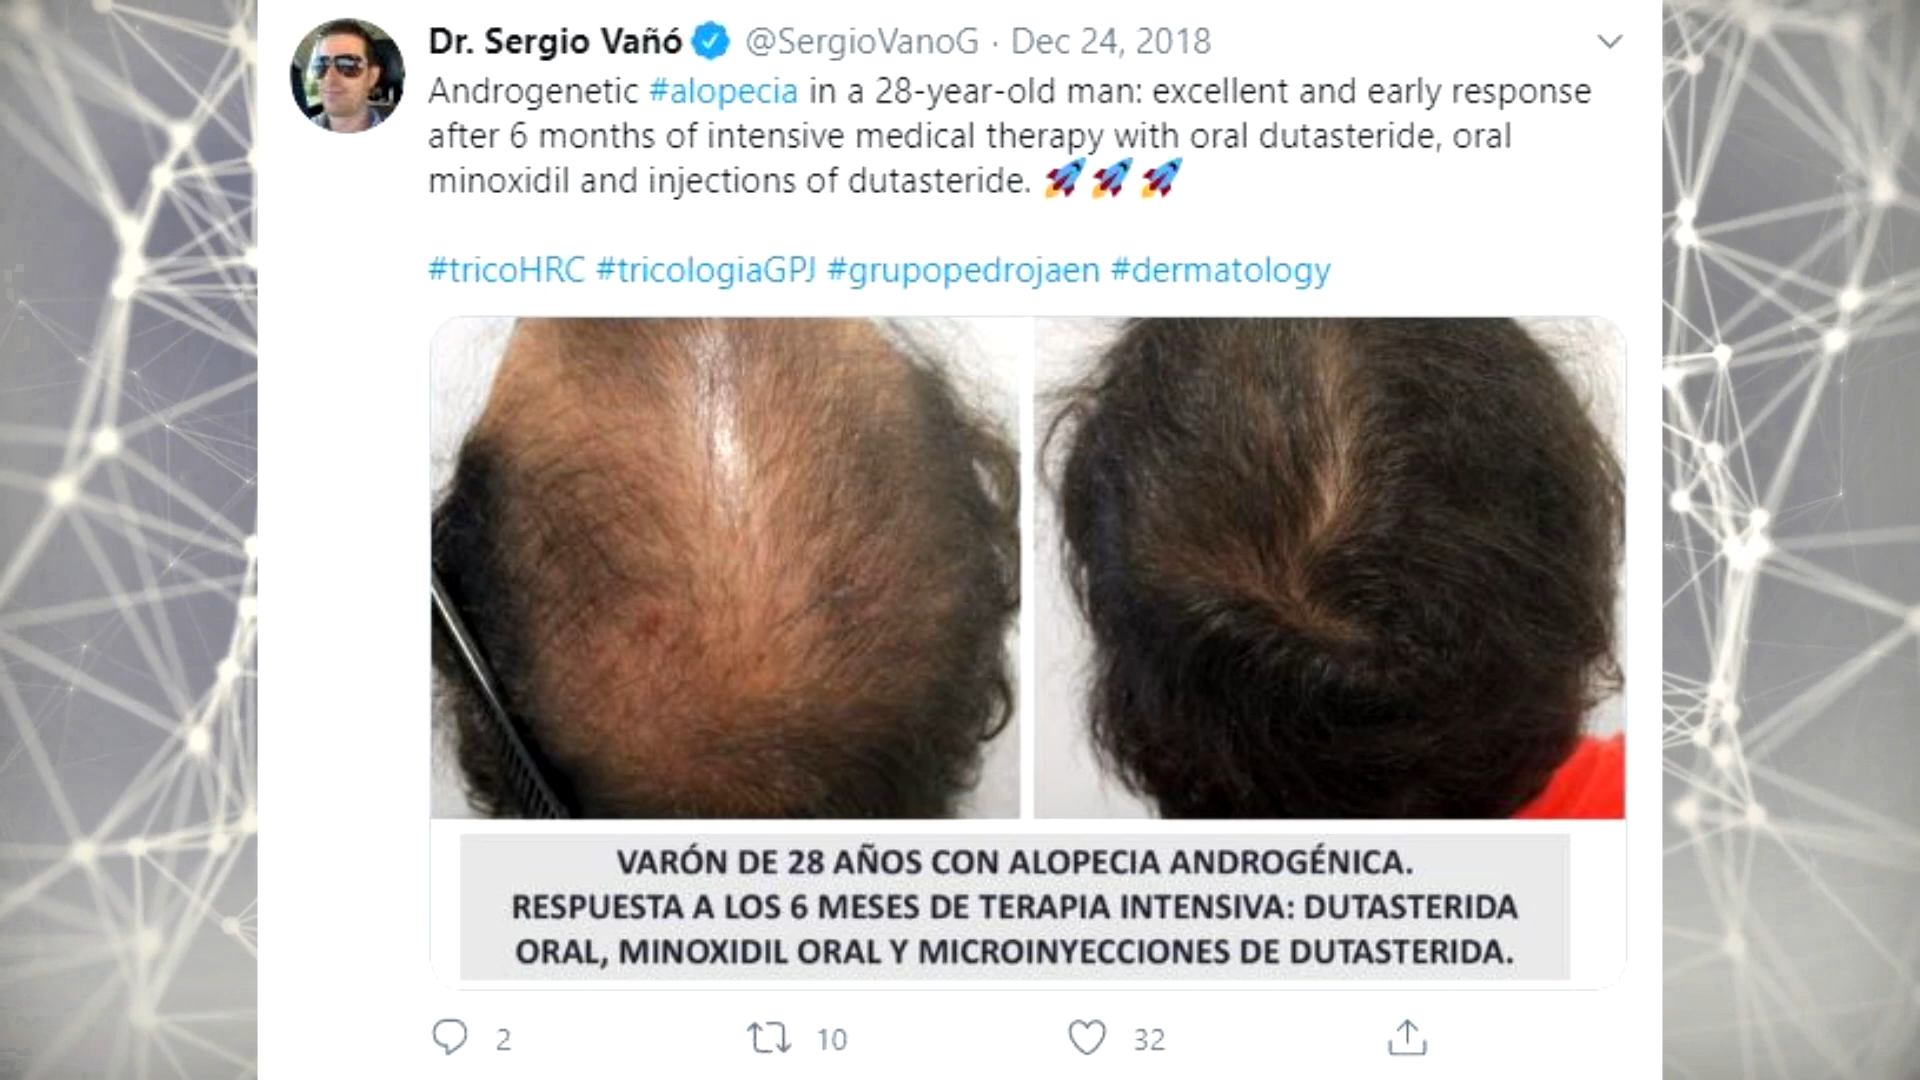 Dr. Sergio Vañó @SergioVanoG · Dec 24, 2018
Androgenetic #alopecia in a 28-year-old man: excellent and early response
after 6 months of intensive medical therapy with oral dutasteride, oral
minoxidil and injections of dutasteride. 🚀🚀🚀
#tricoHRC #tricologiaGPJ #grupopedrojaen #dermatology
VARÓN DE 28 AÑOS CON ALOPECIA ANDROGÉNICA.
RESPUESTA A LOS 6 MESES DE TERAPIA INTENSIVA: DUTASTERIDA
ORAL, MINOXIDIL ORAL Y MICROINYECCIONES DE DUTASTERIDA.
2 10 32